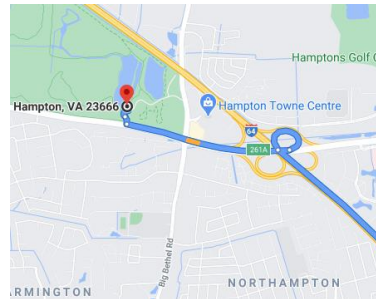 Hamptons Golf C
Hampton, VA 23666
Hampton Towne Centre
64
261A
Big Bethel Rd
NORTHAMPTON
ARMINGTON